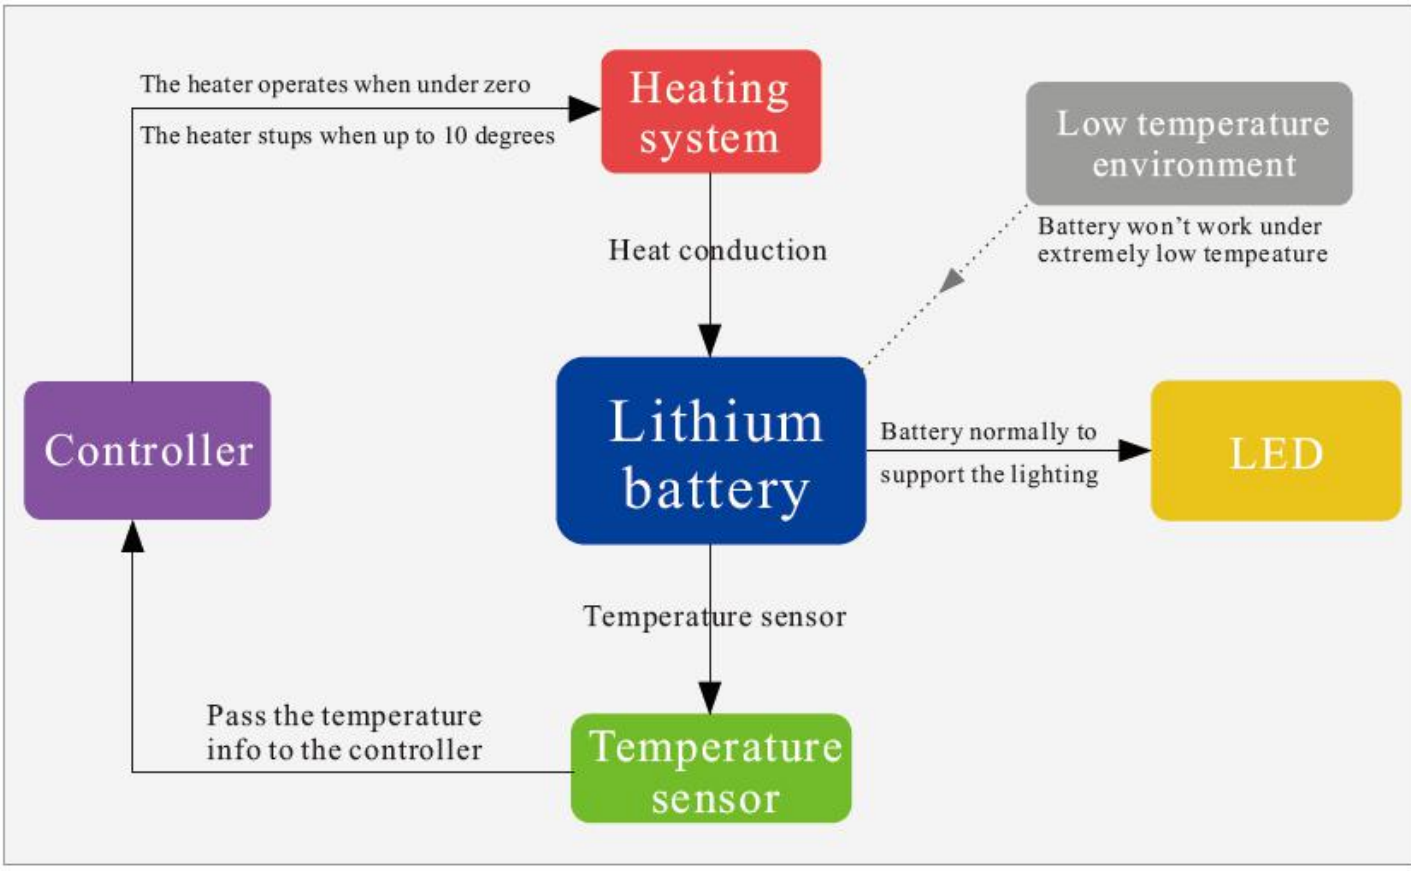 The heater operates when under zero
The heater stups when up to 10 degrees
Heating
system
Low temperature
environment
Battery won't work under
extremely low tempeature
Heat conduction
Controller
Lithium
battery
Battery normally to
support the lighting
LED
Temperature sensor
Pass the temperature
info to the controller
Temperature
sensor